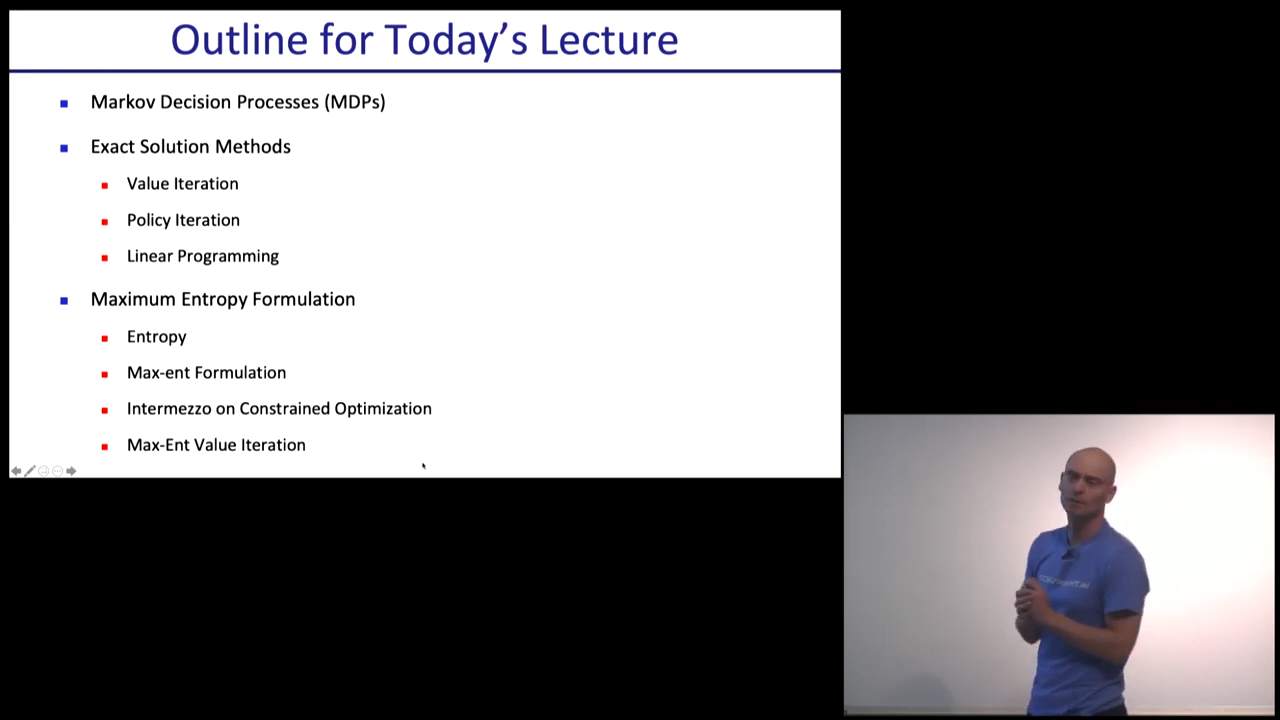 Outline for Today's Lecture
Markov Decision Processes (MDPs)
Exact Solution Methods
Value Iteration
Policy Iteration
Linear Programming
Maximum Entropy Formulation
Entropy
Max-ent Formulation
Intermezzo on Constrained Optimization
Max-Ent Value Iteration